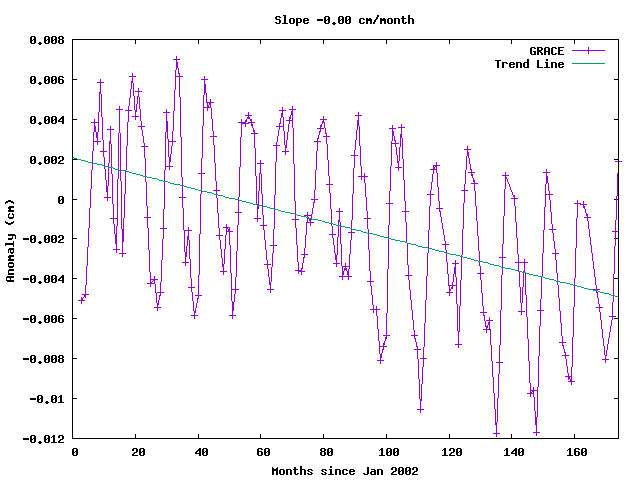 Slope -0.00 cm/month
GRACE
Trend Line
0.008
0.006
0.004
0.002
0
-0.002
-0.004
-0.006
-0.008
-0.01
-0.012
Anomaly (cm)
0 20 40 60 80 100 120 140 160
Months since Jan 2002